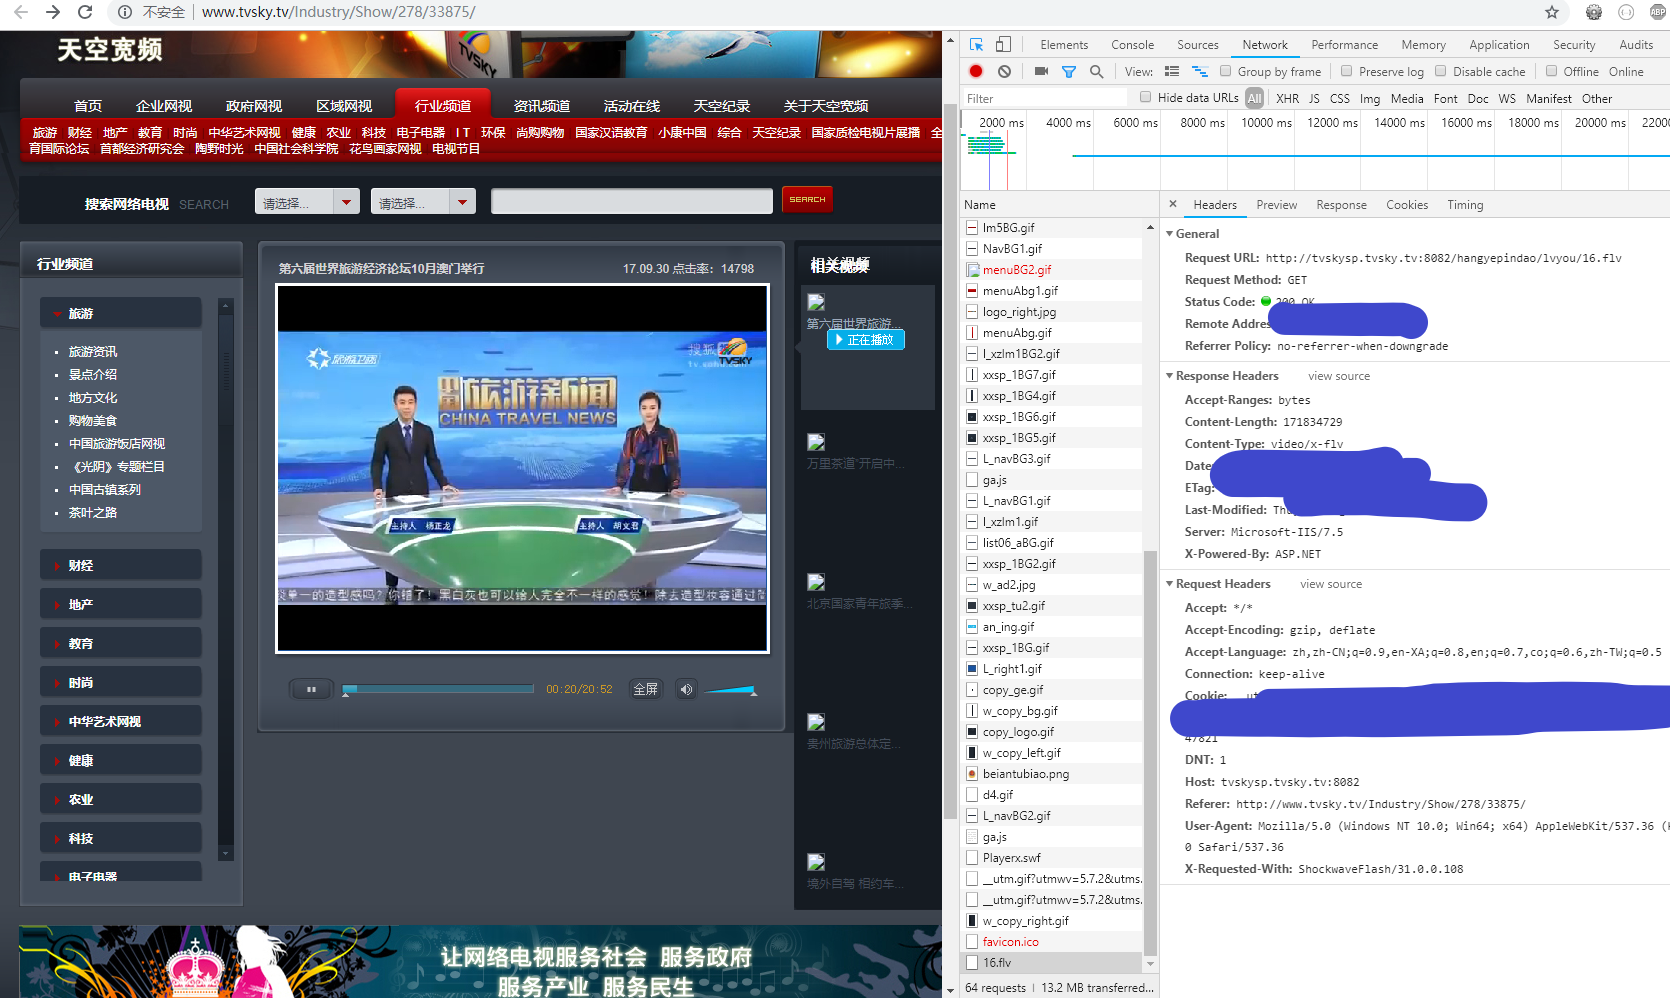 不安全 www.tvsky.tv/Industry/Show/278/33875/
天空宽频
TVSKY
首页 企业网视 政府网视 区域网视 行业频道 资讯频道 活动在线 天空纪录 关于天空宽频
旅游 财经 地产 教育 时尚 中华艺术网视 健康 农业 科技 电子电器 I T 环保 尚购购物 国家汉语教育 小康中国 综合 天空纪录 国家质检电视片展播 全
育国际论坛 首都经济研究会 陶野时光 中国社会科学院 花鸟画家网视 电视节目
搜索网络电视 SEARCH 请选择... 请选择... SEARCH
行业频道
旅游
旅游资讯
景点介绍
地方文化
购物美食
中国旅游饭店网视
《光阴》专题栏目
中国古镇系列
茶叶之路
财经
地产
教育
时尚
中华艺术网视
健康
农业
科技
电子电器
第六届世界旅游经济论坛10月澳门举行 17.09.30 点击率：14798
旅游卫视
搜狐
TVSKY
旅游新闻
CHINA TRAVEL NEWS
主持人 杨正龙
主持人 胡文君
单一的造型感吗？你错了！黑白灰也可以给人完全不一样的感觉！除去造型妆容通过
00:20/20:52 全屏
相关视频
第六届世界旅游...
正在播放
万里茶道"开启中...
北京国家青年旅季...
贵州旅游总体定...
境外自驾 相约车...
让网络电视服务社会 服务政府
服务产业 服务民生
Elements Console Sources Network Performance Memory Application Security Audits
View: Group by frame Preserve log Disable cache Offline Online
Filter Hide data URLs All XHR JS CSS Img Media Font Doc WS Manifest Other
2000 ms 4000 ms 6000 ms 8000 ms 10000 ms 12000 ms 14000 ms 16000 ms 18000 ms 20000 ms 22000
Name
lm5BG.gif
NavBG1.gif
menuBG2.gif
menuAbg1.gif
logo_right.jpg
menuAbg.gif
l_xzlm1BG2.gif
xxsp_1BG7.gif
xxsp_1BG4.gif
xxsp_1BG6.gif
xxsp_1BG5.gif
L_navBG3.gif
ga.js
L_navBG1.gif
l_xzlm1.gif
list06_aBG.gif
xxsp_1BG2.gif
w_ad2.jpg
xxsp_tu2.gif
an_ing.gif
xxsp_1BG.gif
L_right1.gif
copy_ge.gif
w_copy_bg.gif
copy_logo.gif
w_copy_left.gif
beiantubiao.png
d4.gif
L_navBG2.gif
ga.js
Playerx.swf
__utm.gif?utmwv=5.7.2&utms.
__utm.gif?utmwv=5.7.2&utms.
w_copy_right.gif
favicon.ico
16.flv
64 requests | 13.2 MB transferred...
Headers Preview Response Cookies Timing
General
Request URL: http://tvskysp.tvsky.tv:8082/hangyepindao/lvyou/16.flv
Request Method: GET
Status Code: 200 OK
Remote Addres
Referrer Policy: no-referrer-when-downgrade
Response Headers view source
Accept-Ranges: bytes
Content-Length: 171834729
Content-Type: video/x-flv
Date
ETag:
Last-Modified: Thu
Server: Microsoft-IIS/7.5
X-Powered-By: ASP.NET
Request Headers view source
Accept: */*
Accept-Encoding: gzip, deflate
Accept-Language: zh,zh-CN;q=0.9,en-XA;q=0.8,en;q=0.7,co;q=0.6,zh-TW;q=0.5
Connection: keep-alive
Cookie: __ut
47821
DNT: 1
Host: tvskysp.tvsky.tv:8082
Referer: http://www.tvsky.tv/Industry/Show/278/33875/
User-Agent: Mozilla/5.0 (Windows NT 10.0; Win64; x64) AppleWebKit/537.36 (K
0 Safari/537.36
X-Requested-With: ShockwaveFlash/31.0.0.108